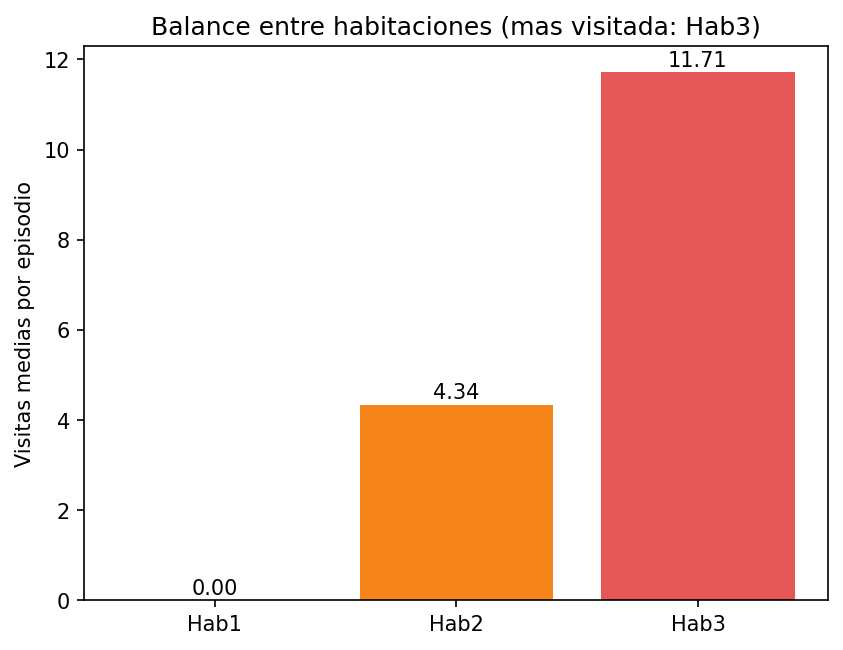 Balance entre habitaciones (mas visitada: Hab3)
Visitas medias por episodio
12
10
8
6
4
2
0
0.00
4.34
11.71
Hab1
Hab2
Hab3